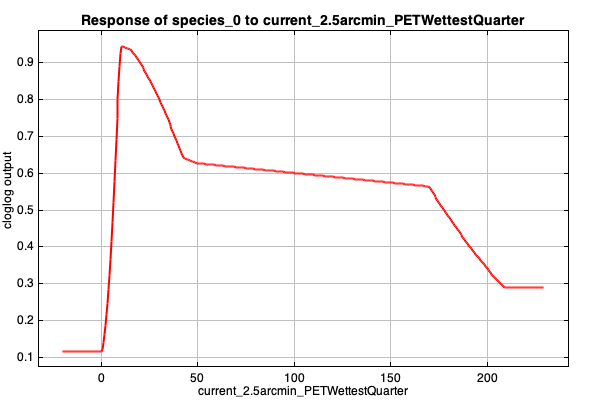 Response of species_0 to current_2.5arcmin_PETWettestQuarter
cloglog output
0.9
0.8
0.7
0.6
0.5
0.4
0.3
0.2
0.1
0 50 100 150 200
current_2.5arcmin_PETWettestQuarter